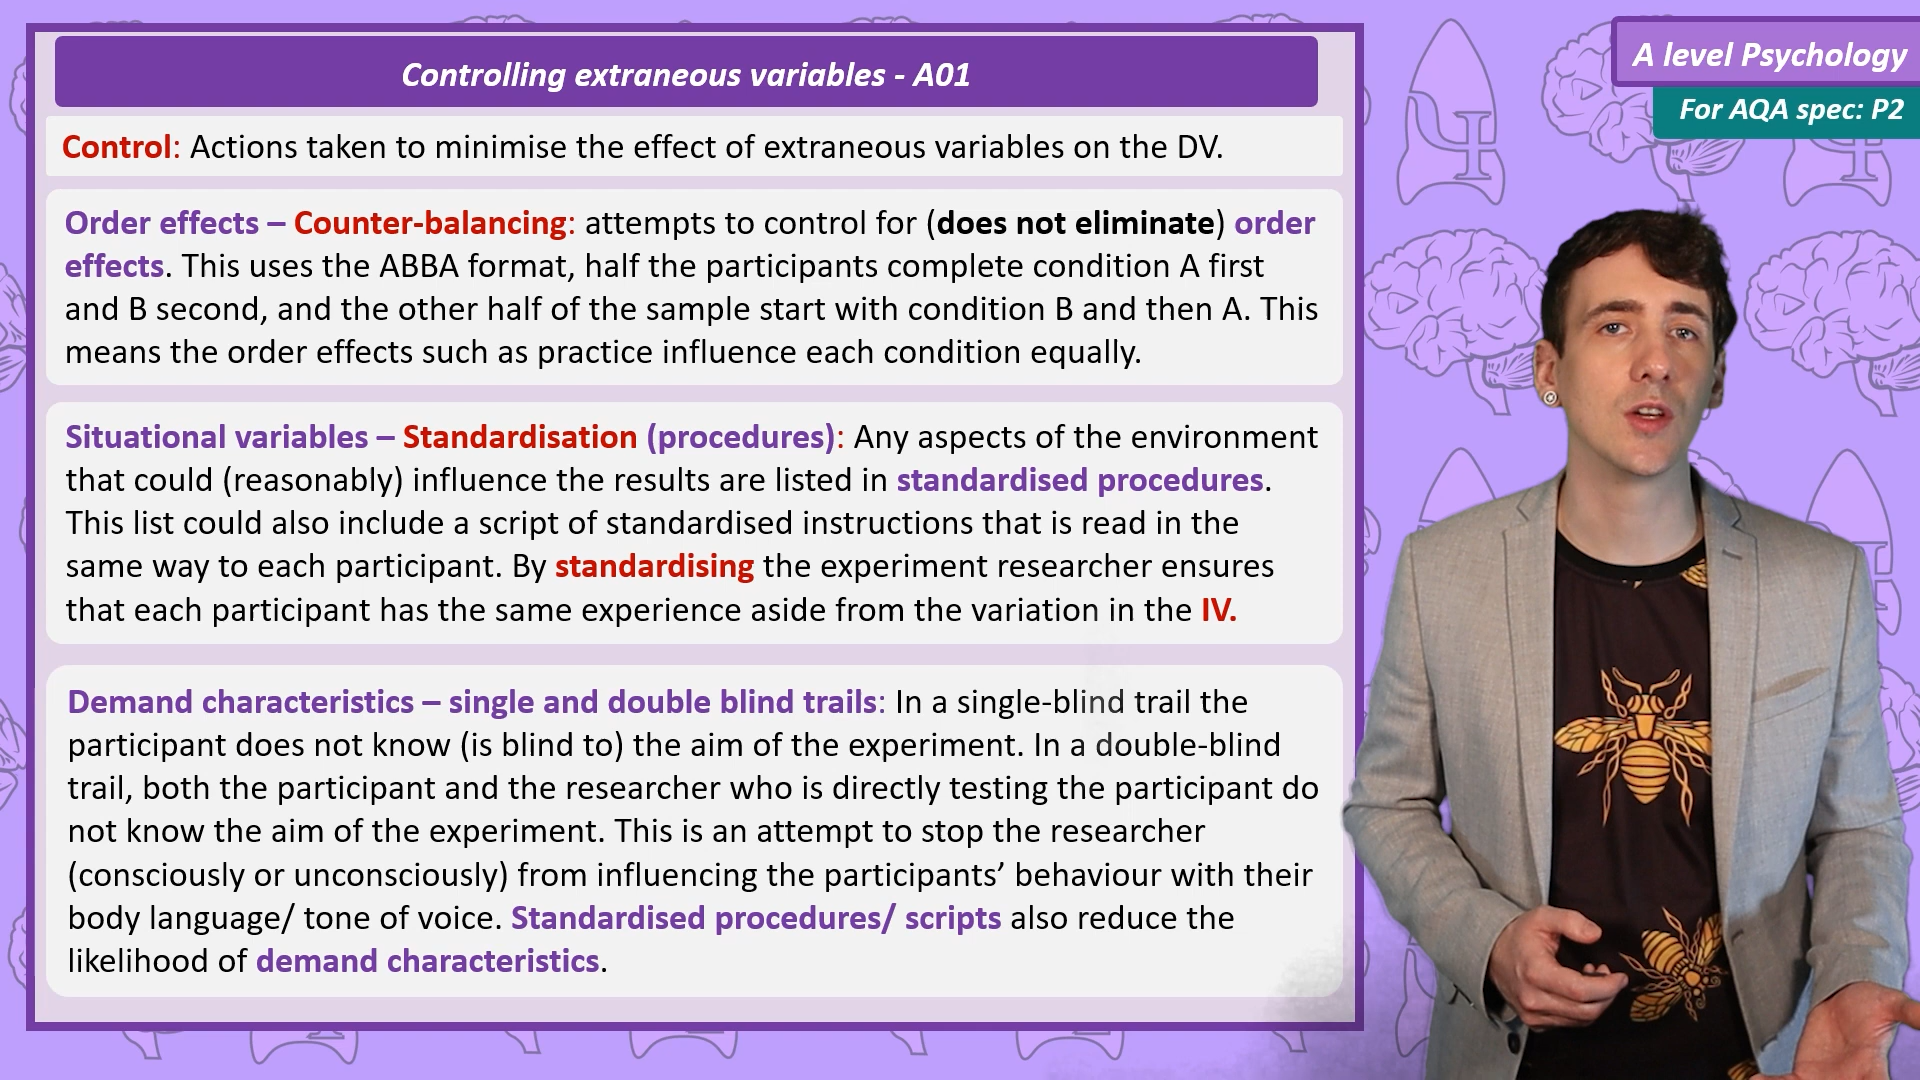 Controlling extraneous variables - A01
A level Psychology
For AQA spec: P2
Control: Actions taken to minimise the effect of extraneous variables on the DV.
Order effects – Counter-balancing: attempts to control for (does not eliminate) order
effects. This uses the ABBA format, half the participants complete condition A first
and B second, and the other half of the sample start with condition B and then A. This
means the order effects such as practice influence each condition equally.
Situational variables – Standardisation (procedures): Any aspects of the environment
that could (reasonably) influence the results are listed in standardised procedures.
This list could also include a script of standardised instructions that is read in the
same way to each participant. By standardising the experiment researcher ensures
that each participant has the same experience aside from the variation in the IV.
Demand characteristics – single and double blind trails: In a single-blind trail the
participant does not know (is blind to) the aim of the experiment. In a double-blind
trail, both the participant and the researcher who is directly testing the participant do
not know the aim of the experiment. This is an attempt to stop the researcher
(consciously or unconsciously) from influencing the participants’ behaviour with their
body language/ tone of voice. Standardised procedures/ scripts also reduce the
likelihood of demand characteristics.